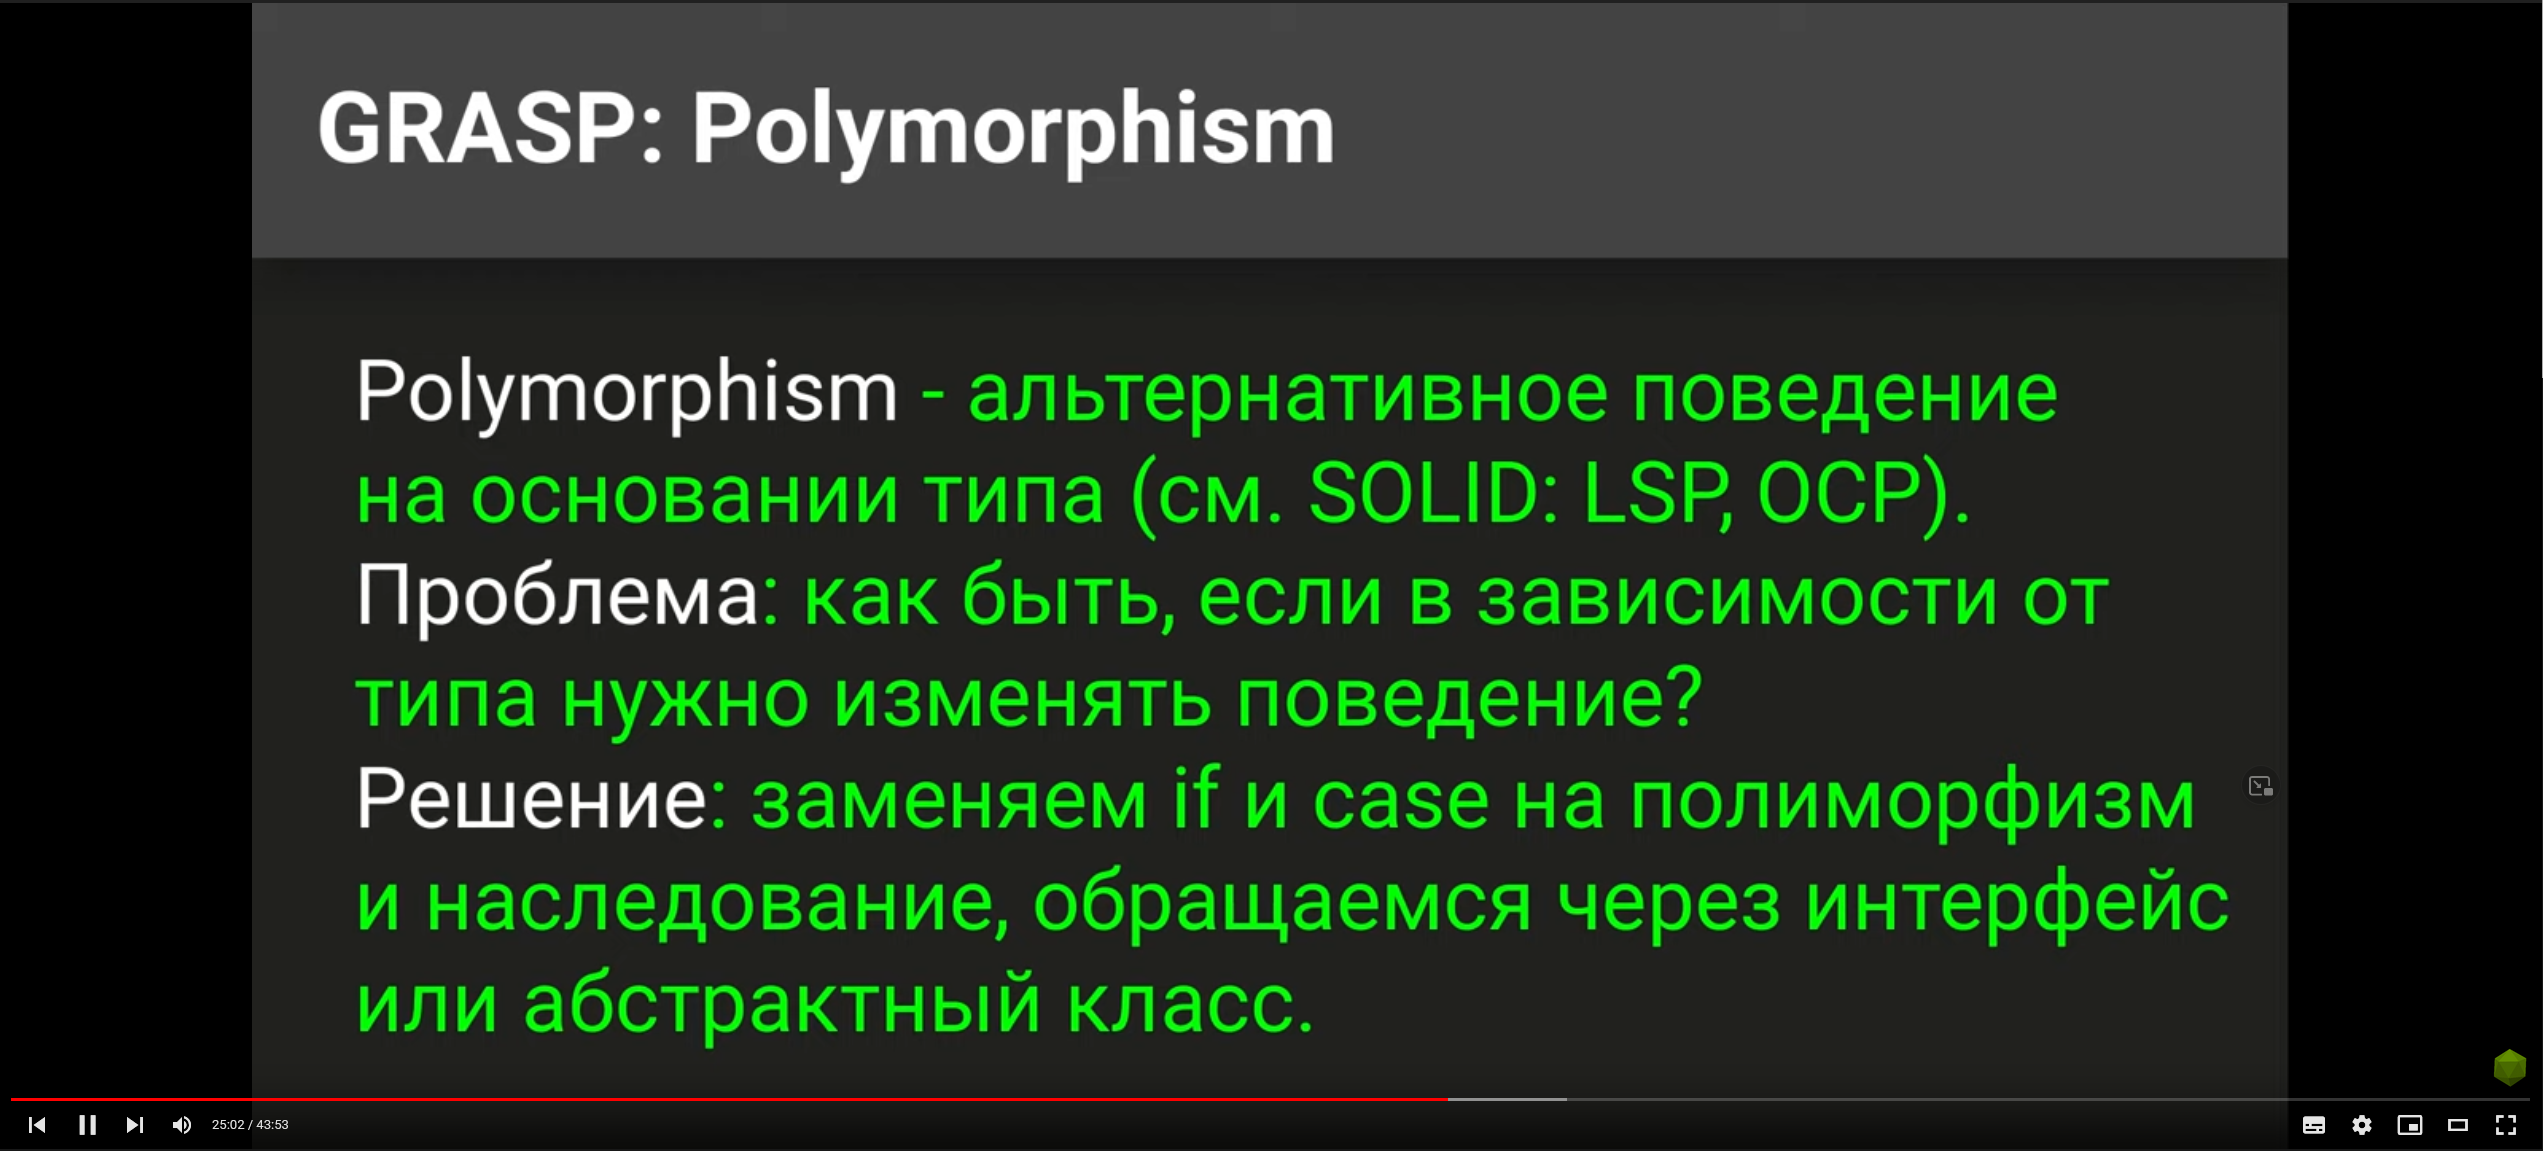 GRASP: Polymorphism
Polymorphism - альтернативное поведение
на основании типа (см. SOLID: LSP, OCP).
Проблема: как быть, если в зависимости от
типа нужно изменять поведение?
Решение: заменяем if и case на полиморфизм
и наследование, обращаемся через интерфейс
или абстрактный класс.
25:02 / 43:53